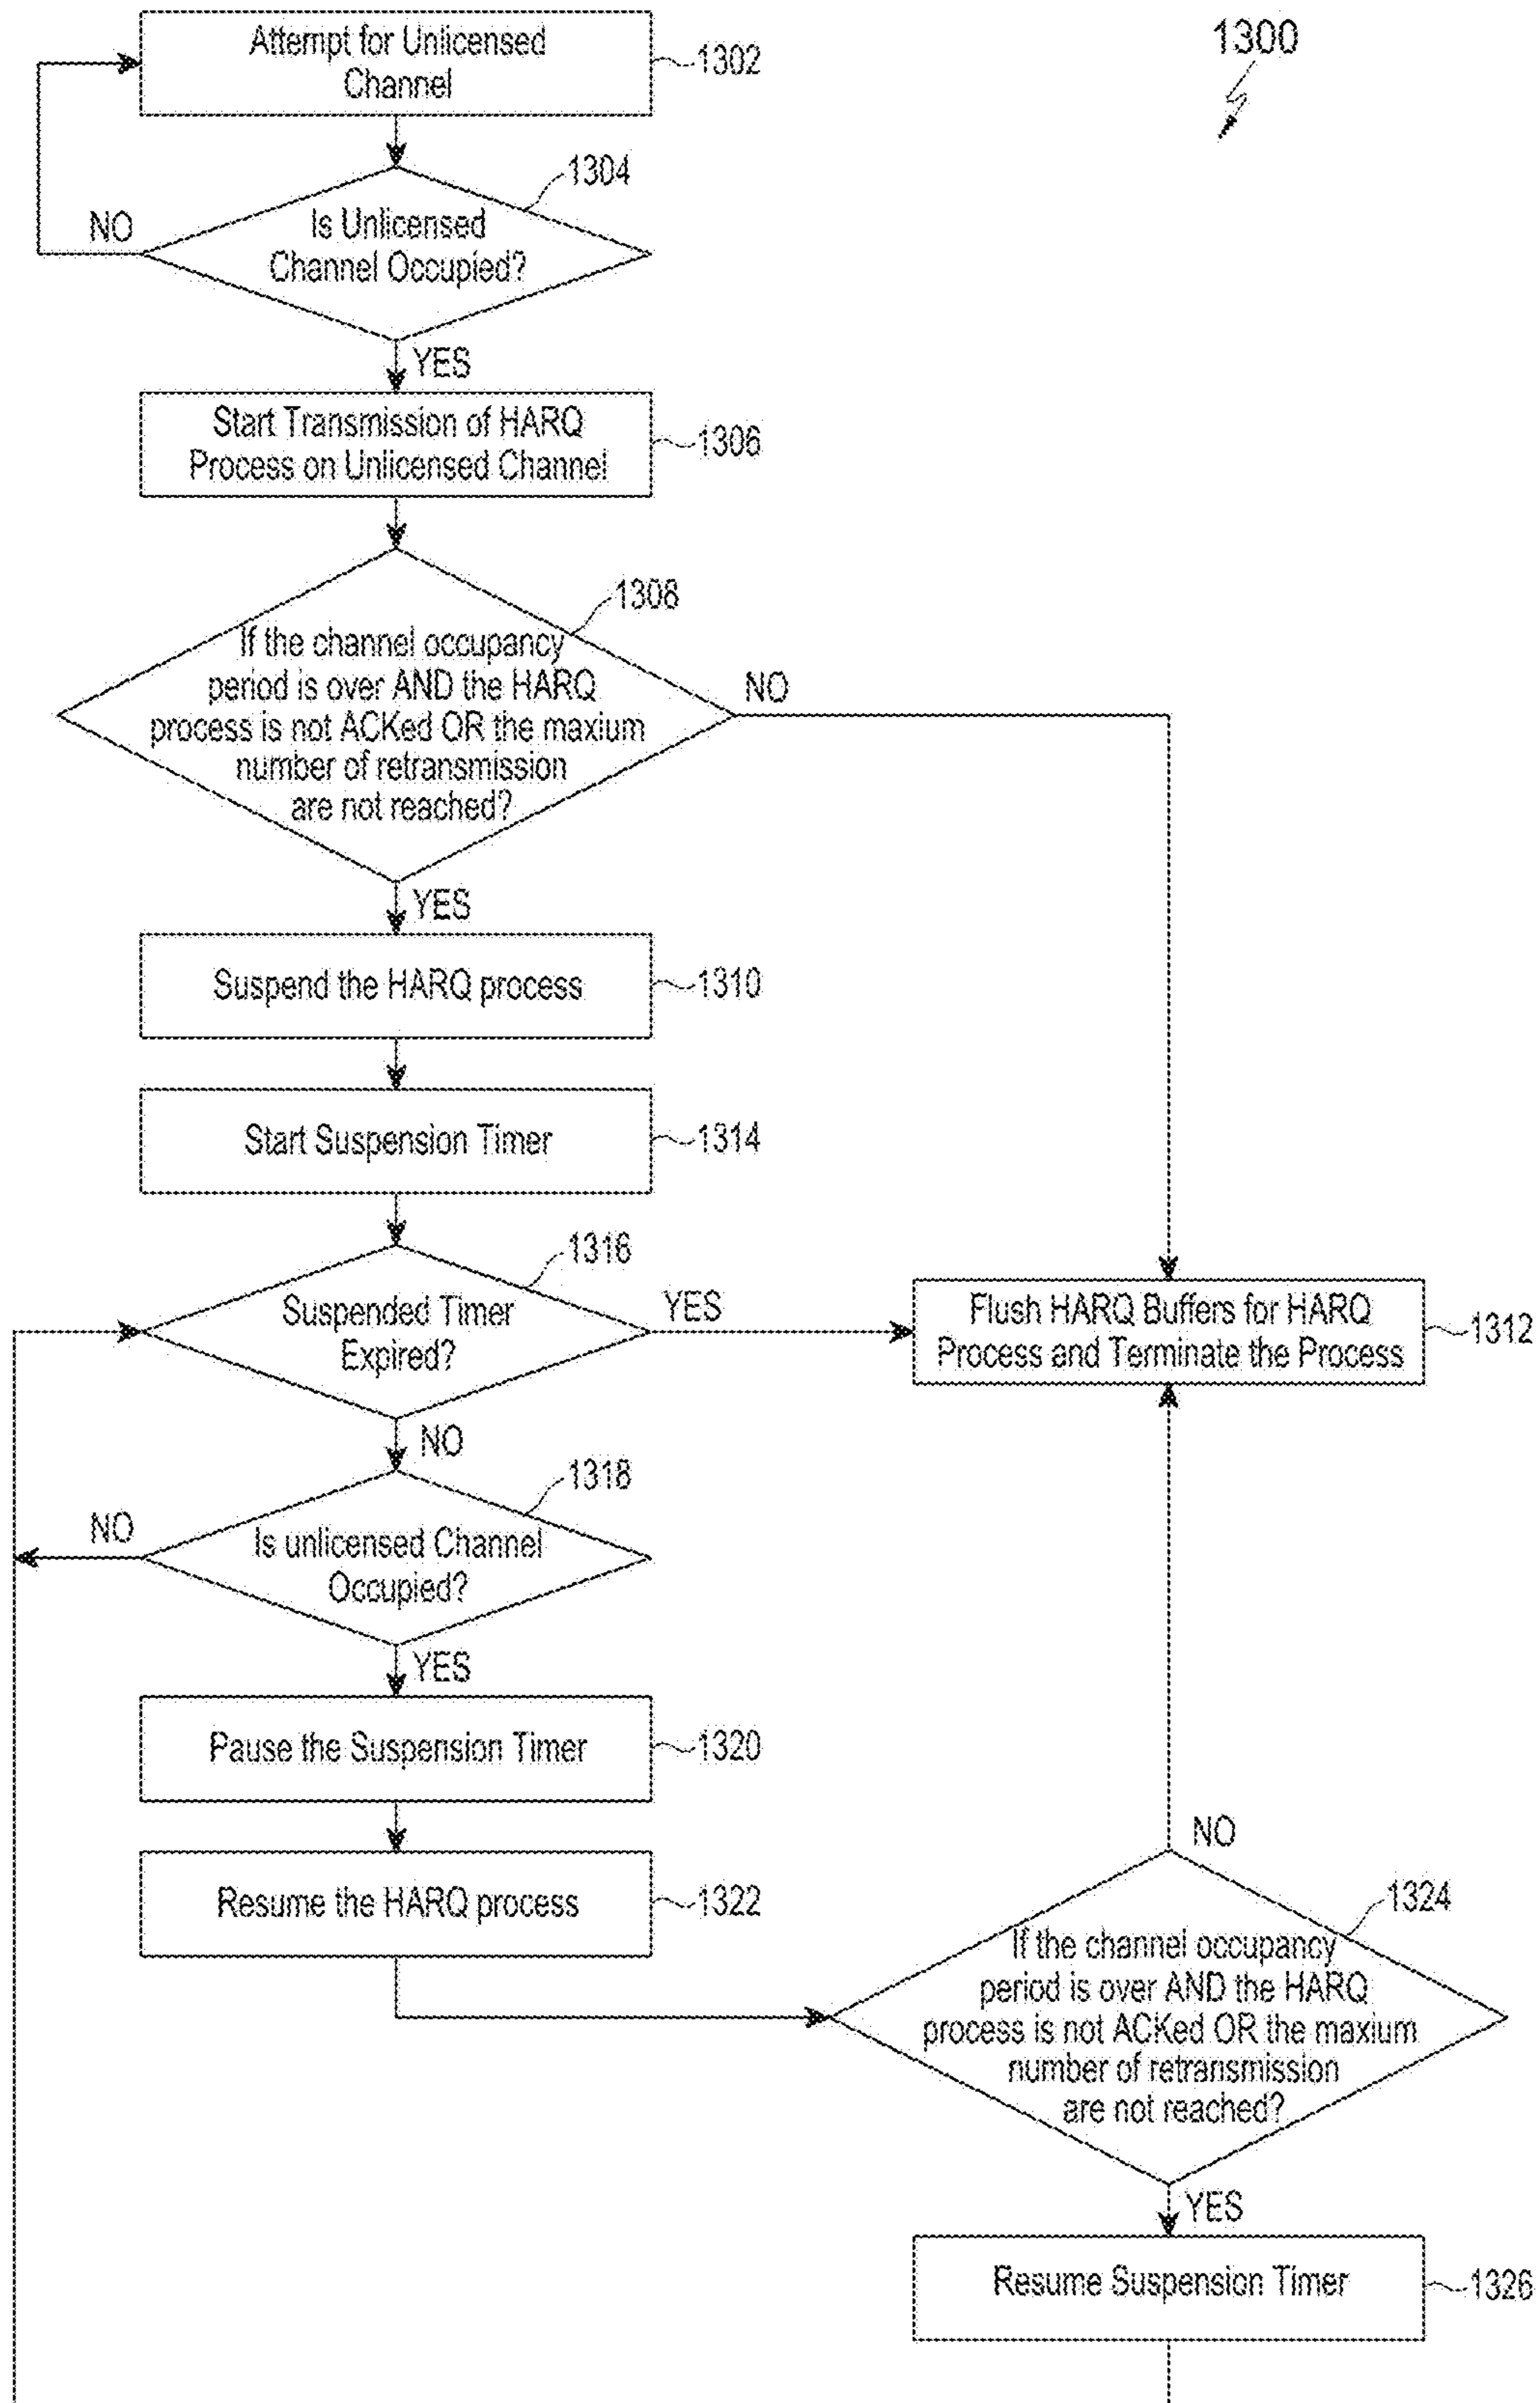 1300
Attempt for Unlicensed
Channel
1302
1304
Is Unlicensed
Channel Occupied?
NO
YES
Start Transmission of HARQ
Process on Unlicensed Channel
1306
1308
If the channel occupancy
period is over AND the HARQ
process is not ACKed OR the maxium
number of retransmission
are not reached?
NO
YES
Suspend the HARQ process
1310
Start Suspension Timer
1314
1316
Suspended Timer
Expired?
YES
Flush HARQ Buffers for HARQ
Process and Terminate the Process
1312
NO
1318
Is unlicensed Channel
Occupied?
NO
YES
Pause the Suspension Timer
1320
Resume the HARQ process
1322
NO
1324
If the channel occupancy
period is over AND the HARQ
process is not ACKed OR the maxium
number of retransmission
are not reached?
YES
Resume Suspension Timer
1326